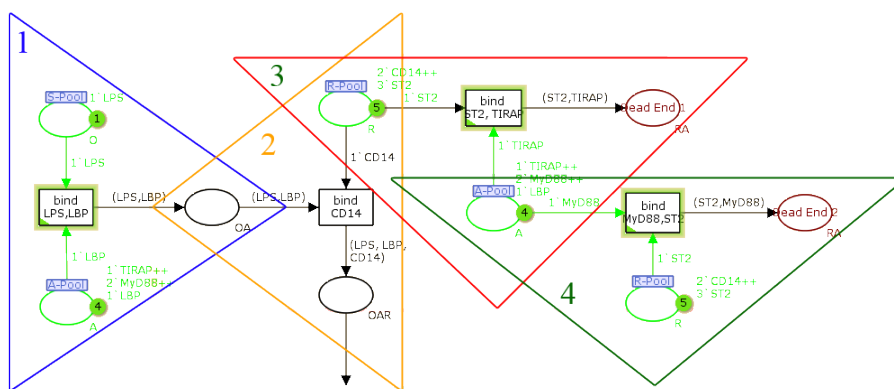 1
S-Pool
1`LPS
1
O
1`LPS
bind
LPS,LBP
(LPS,LBP)
1`LBP
A-Pool
1`TIRAP++
2`MyD88++
1`LBP
4
A
2
OA
(LPS,LBP)
R-Pool
2`CD14++
3`ST2
5
R
1`ST2
1`CD14
bind
CD14
(LPS, LBP,
CD14)
OAR
3
bind
ST2, TIRAP
(ST2,TIRAP)
Dead End 1
RA
1`TIRAP
A-Pool
1`TIRAP++
2`MyD88++
1`LBP
4
A
1`MyD88
bind
MyD88,ST2
(ST2,MyD88)
Dead End 2
RA
1`ST2
4
R-Pool
2`CD14++
3`ST2
5
R